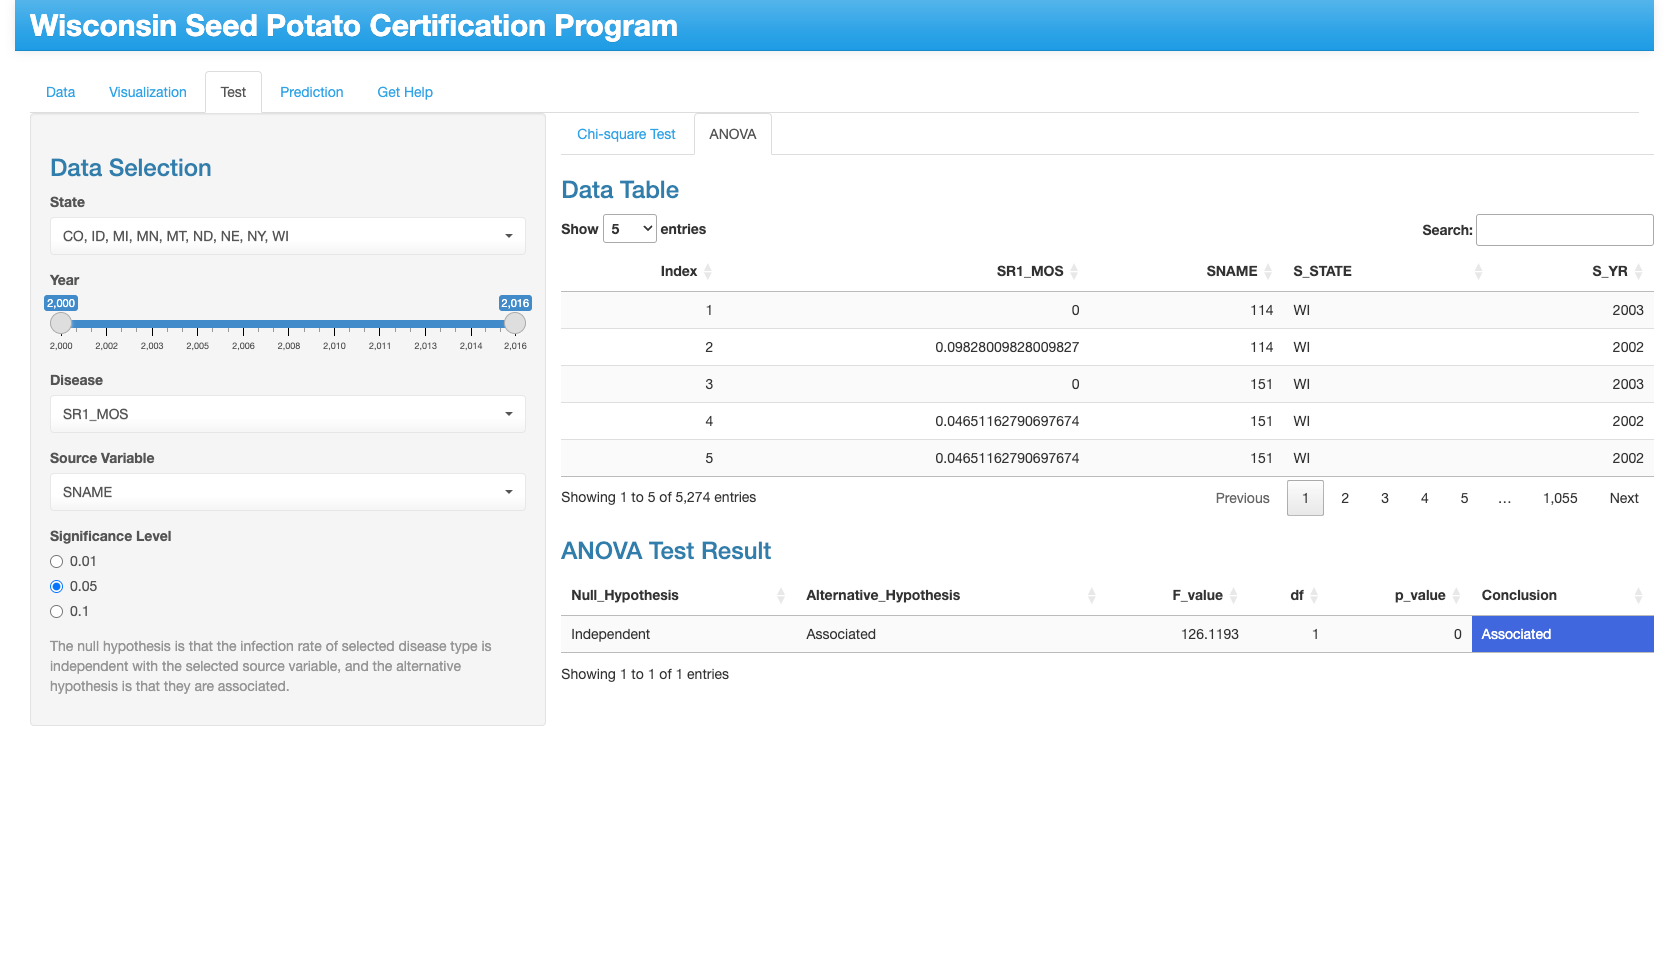 Wisconsin Seed Potato Certification Program
Data Visualization Test Prediction Get Help
Data Selection
State
CO, ID, MI, MN, MT, ND, NE, NY, WI
Year
2,000 2,016
2,000 2,002 2,003 2,005 2,006 2,008 2,010 2,011 2,013 2,014 2,016
Disease
SR1_MOS
Source Variable
SNAME
Significance Level
0.01
0.05
0.1
The null hypothesis is that the infection rate of selected disease type is
independent with the selected source variable, and the alternative
hypothesis is that they are associated.
Chi-square Test ANOVA
Data Table
Show 5 entries Search:
Index SR1_MOS SNAME S_STATE S_YR
1 0 114 WI 2003
2 0.09828009828009827 114 WI 2002
3 0 151 WI 2003
4 0.04651162790697674 151 WI 2002
5 0.04651162790697674 151 WI 2002
Showing 1 to 5 of 5,274 entries Previous 1 2 3 4 5 … 1,055 Next
ANOVA Test Result
Null_Hypothesis Alternative_Hypothesis F_value df p_value Conclusion
Independent Associated 126.1193 1 0 Associated
Showing 1 to 1 of 1 entries